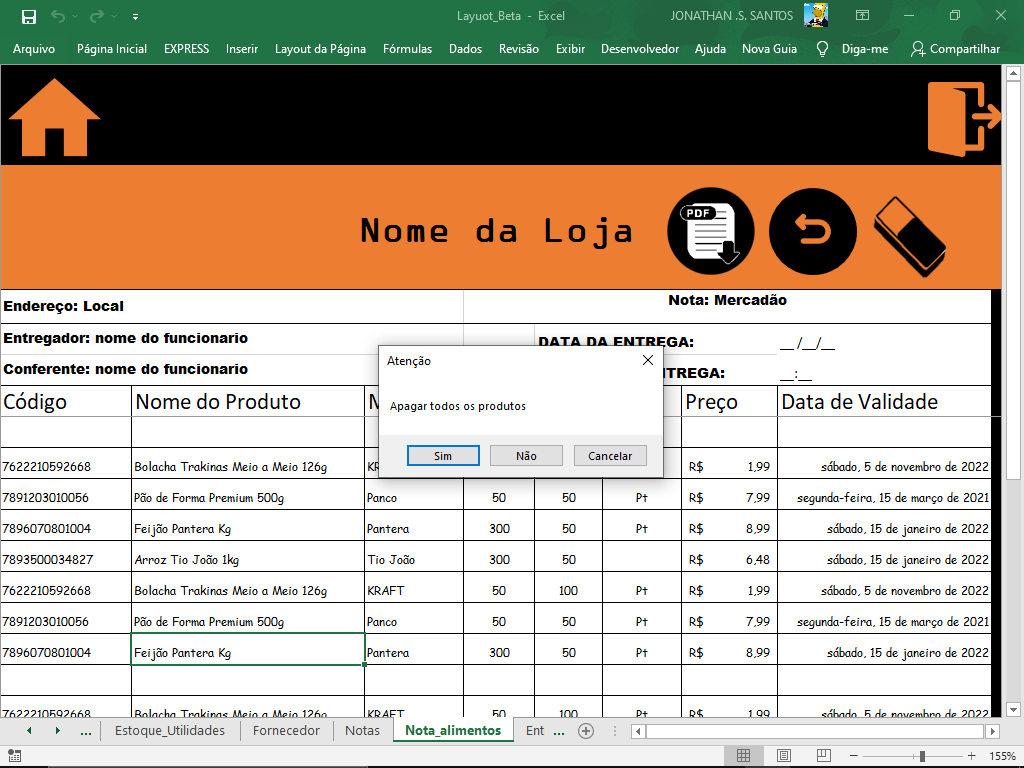 Layuot_Beta - Excel
JONATHAN .S. SANTOS
Arquivo Página Inicial EXPRESS Inserir Layout da Página Fórmulas Dados Revisão Exibir Desenvolvedor Ajuda Nova Guia Diga-me Compartilhar
Nome da Loja
PDF
Endereço: Local
Nota: Mercadão
Entregador: nome do funcionario
DATA DA ENTREGA: __/__/__
Conferente: nome do funcionario
TREGA: __:__
Atenção
Apagar todos os produtos
Sim Não Cancelar
Código Nome do Produto M Preço Data de Validade
7622210592668 Bolacha Trakinas Meio a Meio 126g KR R$ 1,99 sábado, 5 de novembro de 2022
7891203010056 Pão de Forma Premium 500g Panco 50 50 Pt R$ 7,99 segunda-feira, 15 de março de 2021
7896070801004 Feijão Pantera Kg Pantera 300 50 Pt R$ 8,99 sábado, 15 de janeiro de 2022
7893500034827 Arroz Tio João 1kg Tio João 300 50 R$ 6,48 sábado, 15 de janeiro de 2022
7622210592668 Bolacha Trakinas Meio a Meio 126g KRAFT 50 100 Pt R$ 1,99 sábado, 5 de novembro de 2022
7891203010056 Pão de Forma Premium 500g Panco 50 50 Pt R$ 7,99 segunda-feira, 15 de março de 2021
7896070801004 Feijão Pantera Kg Pantera 300 50 Pt R$ 8,99 sábado, 15 de janeiro de 2022
7622210592668 Bolacha Trakinas Meio a Meio 126g KRAFT 50 100 Pt R$ 1,99 sábado, 5 de novembro de 2022
... Estoque_Utilidades Fornecedor Notas Nota_alimentos Ent ...
155%